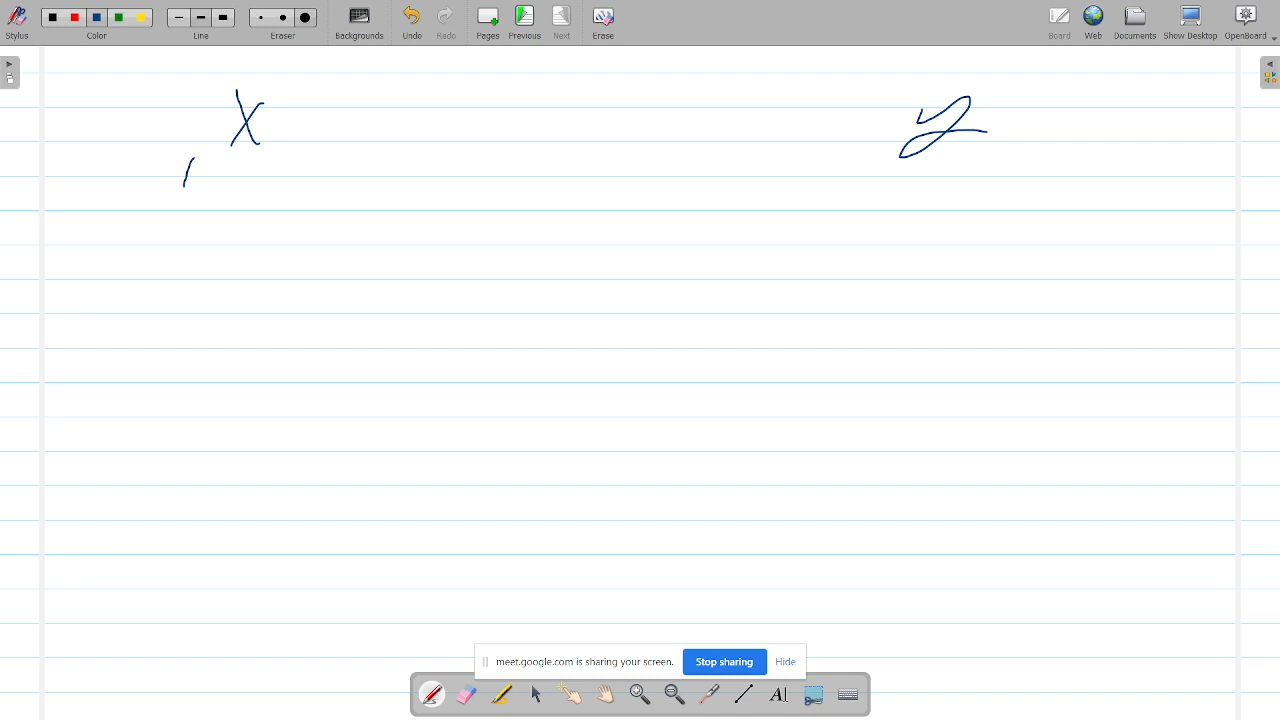 Stylus Color Line Eraser Backgrounds Undo Redo Pages Previous Next Erase Board Web Documents Show Desktop OpenBoard
x y
meet.google.com is sharing your screen. Stop sharing Hide